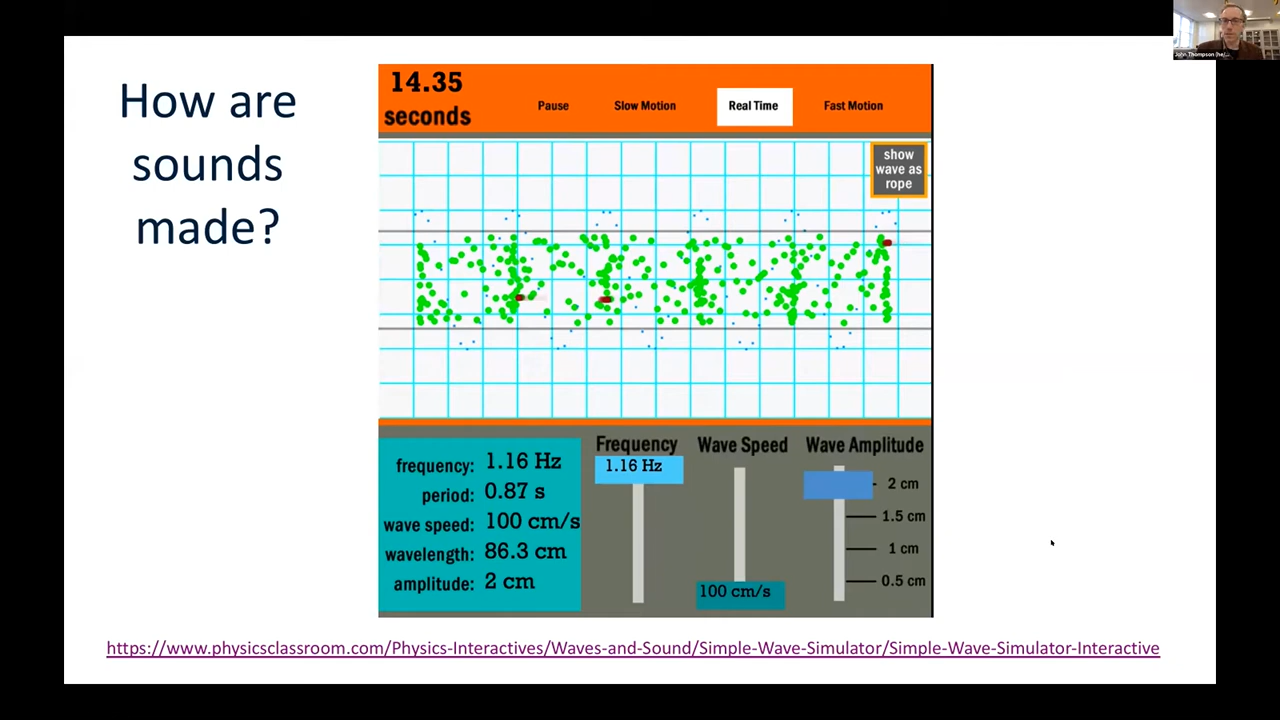 How are
sounds
made?
14.35
seconds
Pause
Slow Motion
Real Time
Fast Motion
show
wave as
rope
frequency: 1.16 Hz
period: 0.87 s
wave speed: 100 cm/s
wavelength: 86.3 cm
amplitude: 2 cm
Frequency
1.16 Hz
Wave Speed
100 cm/s
Wave Amplitude
2 cm
1.5 cm
1 cm
0.5 cm
https://www.physicsclassroom.com/Physics-Interactives/Waves-and-Sound/Simple-Wave-Simulator/Simple-Wave-Simulator-Interactive
John Thompson (he/...